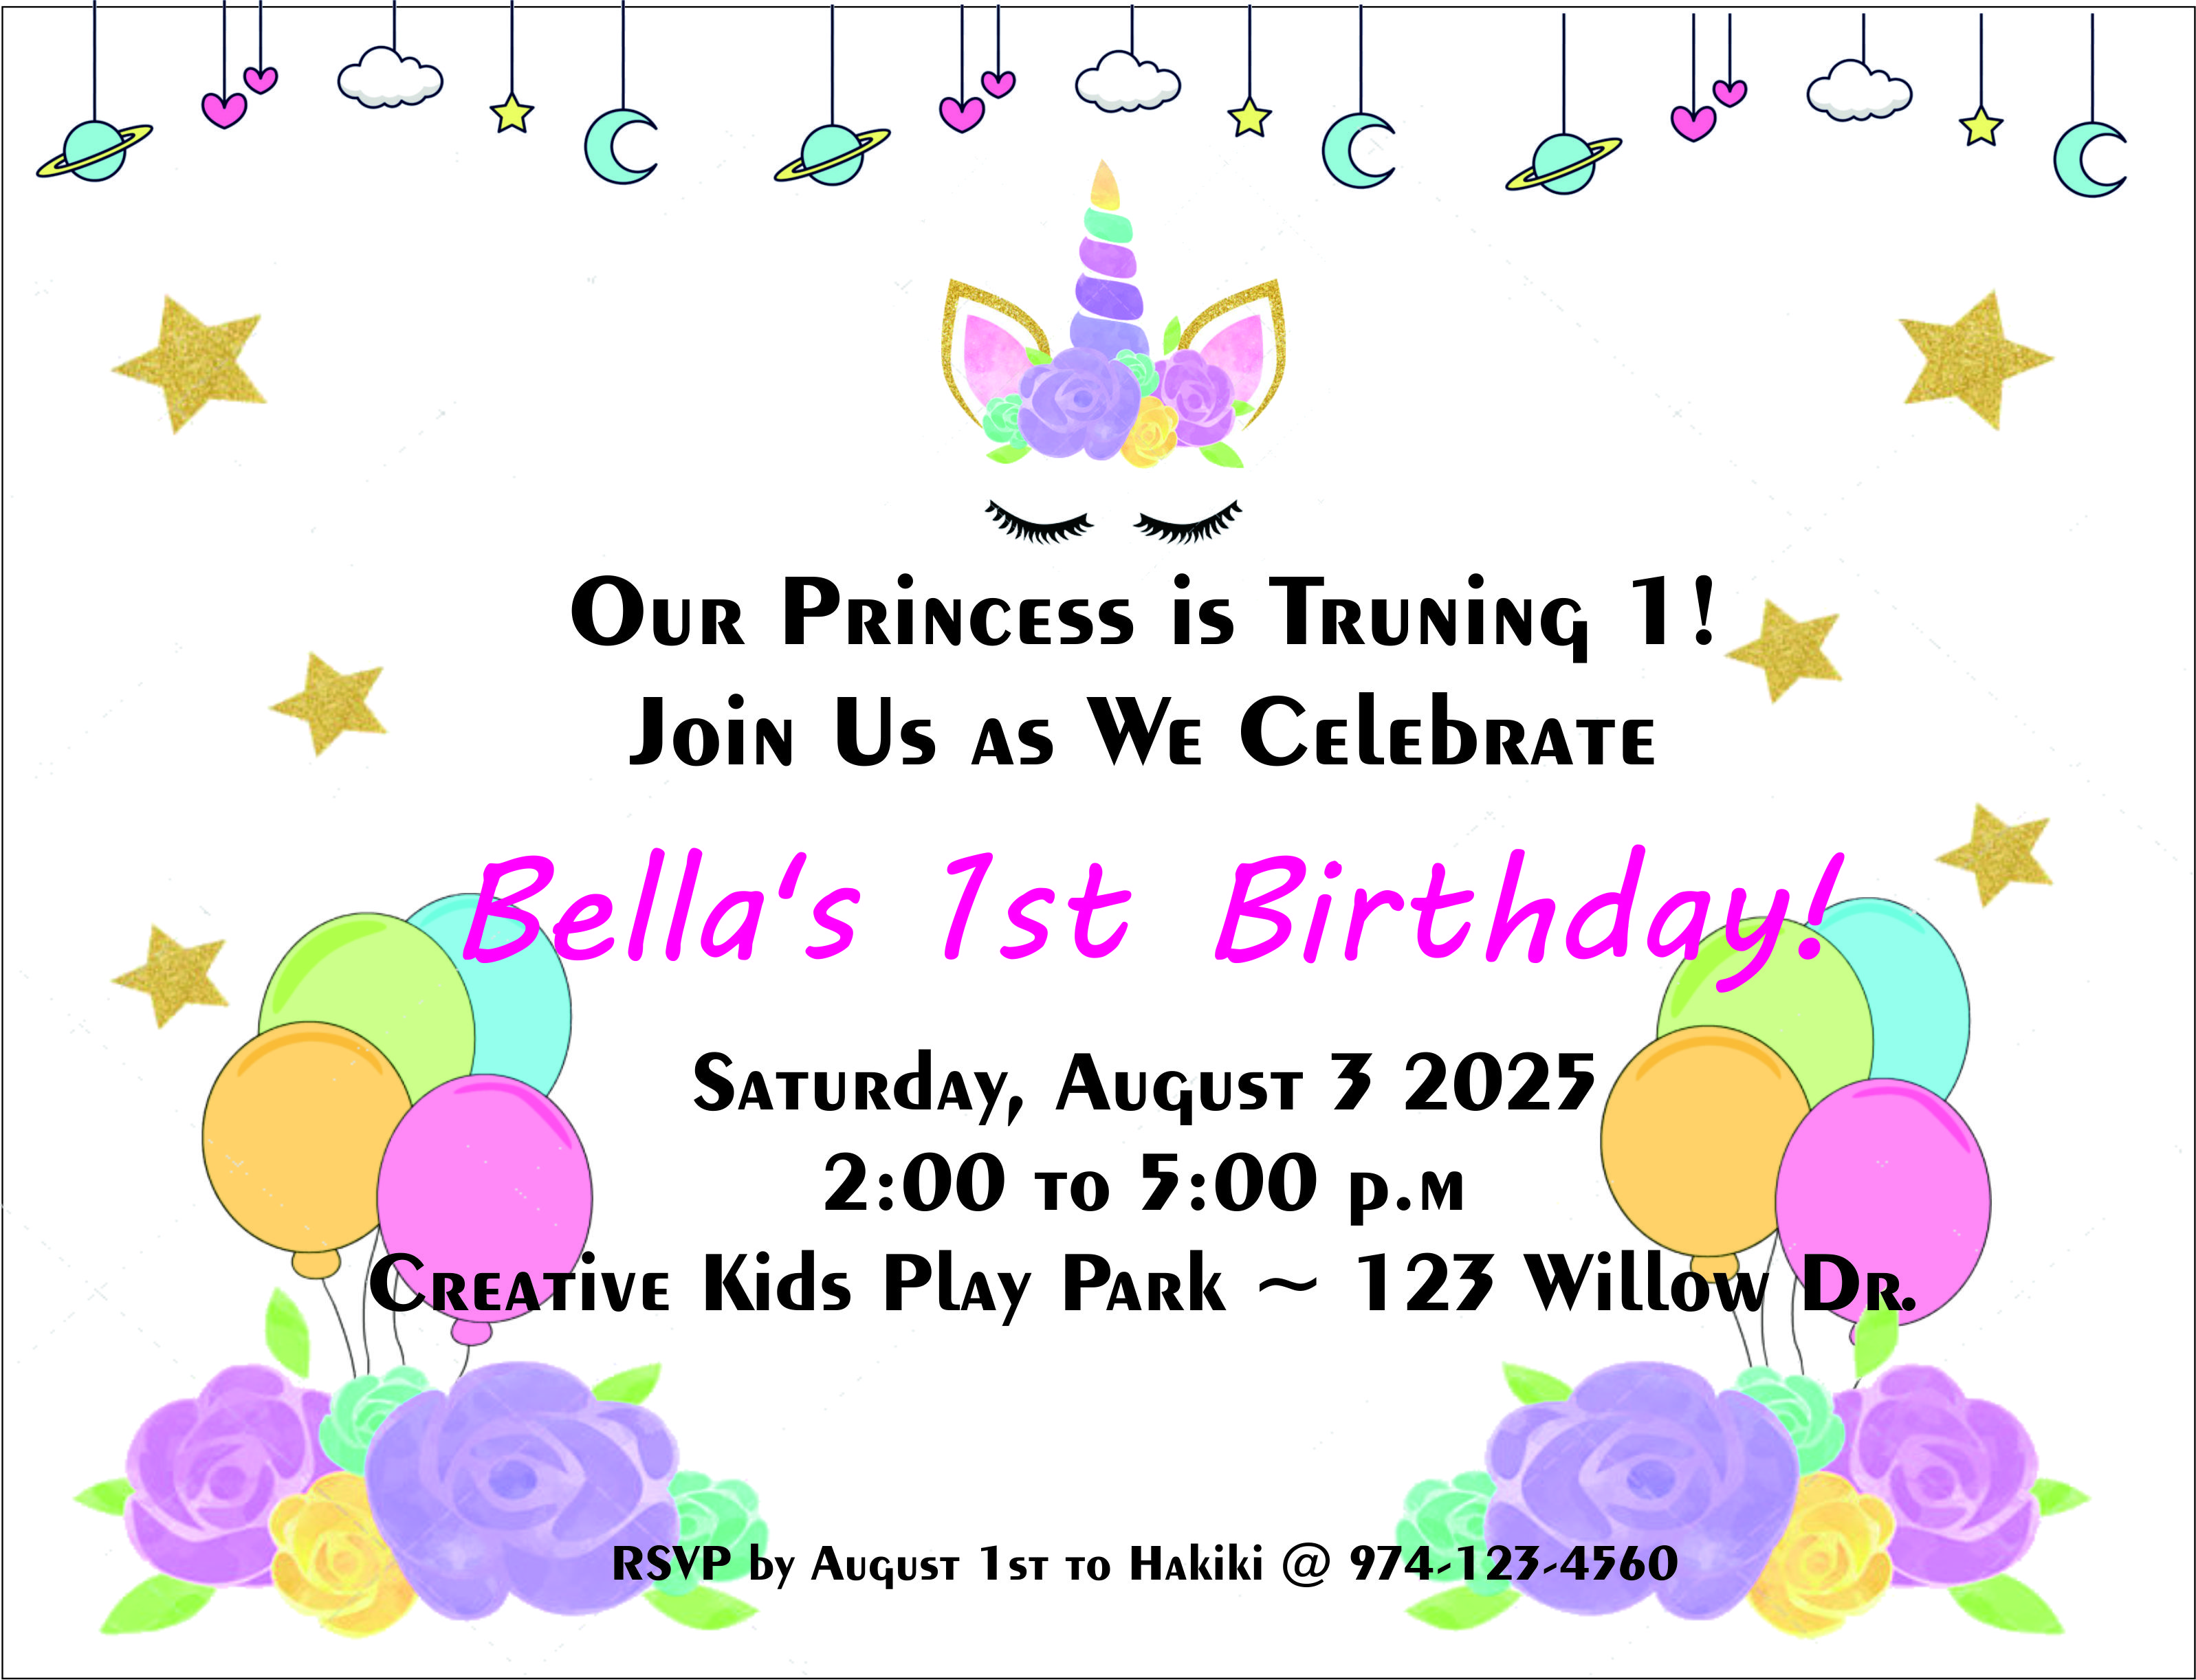 Our Princess is Truning 1!
Join Us as We Celebrate
Bella's 1st Birthday!
Saturday, August 3 2025
2:00 to 5:00 p.m
Creative Kids Play Park ~ 123 Willow Dr.
RSVP by August 1st to Hakiki @ 974-123-4560